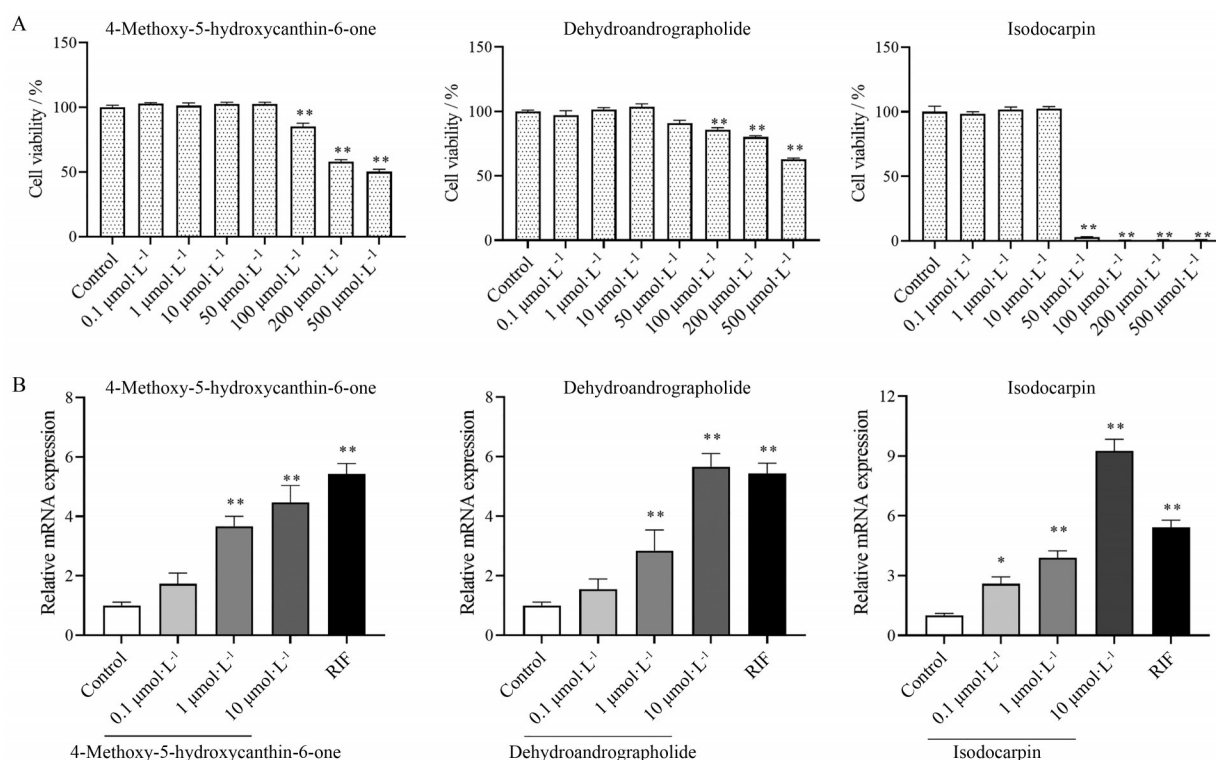 A
4-Methoxy-5-hydroxycanthin-6-one
Cell viability / %
150
100
50
0
**
**
**
Control
0.1 μmol·L⁻¹
1 μmol·L⁻¹
10 μmol·L⁻¹
50 μmol·L⁻¹
100 μmol·L⁻¹
200 μmol·L⁻¹
500 μmol·L⁻¹
Dehydroandrographolide
Cell viability / %
150
100
50
0
**
**
**
Control
0.1 μmol·L⁻¹
1 μmol·L⁻¹
10 μmol·L⁻¹
50 μmol·L⁻¹
100 μmol·L⁻¹
200 μmol·L⁻¹
500 μmol·L⁻¹
Isodocarpin
Cell viability / %
150
100
50
0
**
**
**
**
Control
0.1 μmol·L⁻¹
1 μmol·L⁻¹
10 μmol·L⁻¹
50 μmol·L⁻¹
100 μmol·L⁻¹
200 μmol·L⁻¹
500 μmol·L⁻¹
B
4-Methoxy-5-hydroxycanthin-6-one
Relative mRNA expression
8
6
4
2
0
**
**
**
Control
0.1 μmol·L⁻¹
1 μmol·L⁻¹
10 μmol·L⁻¹
RIF
4-Methoxy-5-hydroxycanthin-6-one
Dehydroandrographolide
Relative mRNA expression
8
6
4
2
0
**
**
**
Control
0.1 μmol·L⁻¹
1 μmol·L⁻¹
10 μmol·L⁻¹
RIF
Dehydroandrographolide
Isodocarpin
Relative mRNA expression
12
9
6
3
0
*
**
**
**
Control
0.1 μmol·L⁻¹
1 μmol·L⁻¹
10 μmol·L⁻¹
RIF
Isodocarpin